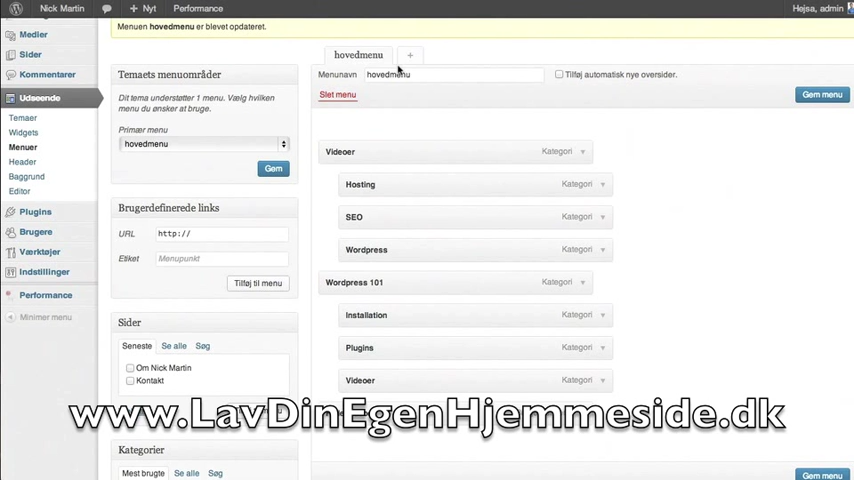 Nick Martin
+ Nyt
Performance
Hejsa, admin
Menuen hovedmenu er blevet opdateret.
Medier
Sider
Kommentarer
Udseende
Temaer
Widgets
Menuer
Header
Baggrund
Editor
Plugins
Brugere
Værktøjer
Indstillinger
Performance
Minimer menu
Temaets menuområder
Dit tema understøtter 1 menu. Vælg hvilken
menu du ønsker at bruge.
Primær menu
hovedmenu
Gem
Brugerdefinerede links
URL http://
Etiket Menupunkt
Tilføj til menu
Sider
Seneste Se alle Søg
Om Nick Martin
Kontakt
Kategorier
Mest brugte Se alle Søg
hovedmenu +
Menunavn hovedmenu
Tilføj automatisk nye oversider.
Slet menu
Gem menu
Videoer Kategori
Hosting Kategori
SEO Kategori
Wordpress Kategori
Wordpress 101 Kategori
Installation Kategori
Plugins Kategori
Videoer Kategori
www.LavDinEgenHjemmeside.dk
Gem menu